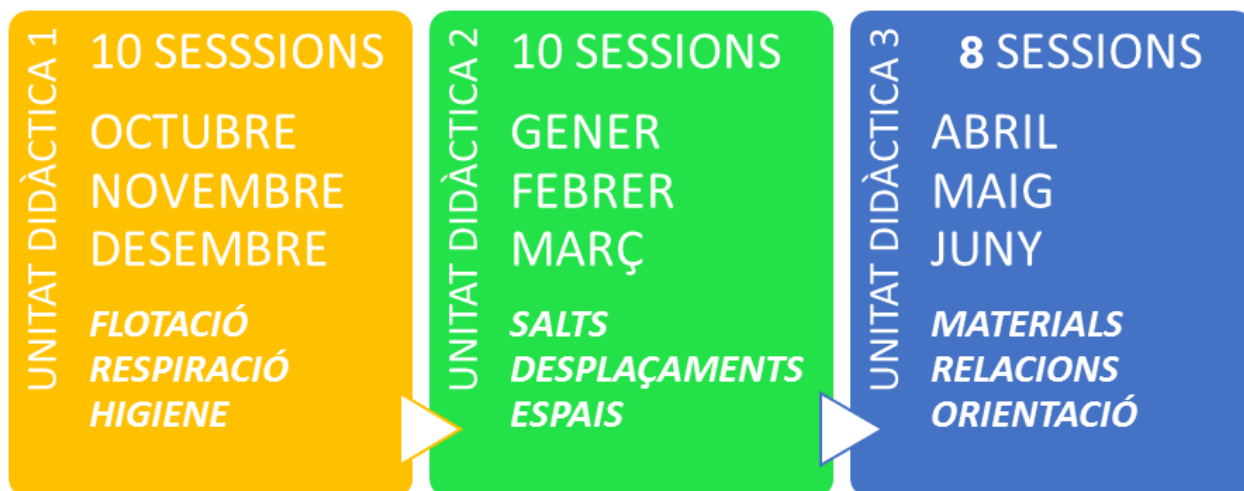 UNITAT DIDÀCTICA 1
10 SESSSIONS
OCTUBRE
NOVEMBRE
DESEMBRE
FLOTACIÓ
RESPIRACIÓ
HIGIENE
UNITAT DIDÀCTICA 2
10 SESSIONS
GENER
FEBRER
MARÇ
SALTS
DESPLAÇAMENTS
ESPAIS
UNITAT DIDÀCTICA 3
8 SESSIONS
ABRIL
MAIG
JUNY
MATERIALS
RELACIONS
ORIENTACIÓ